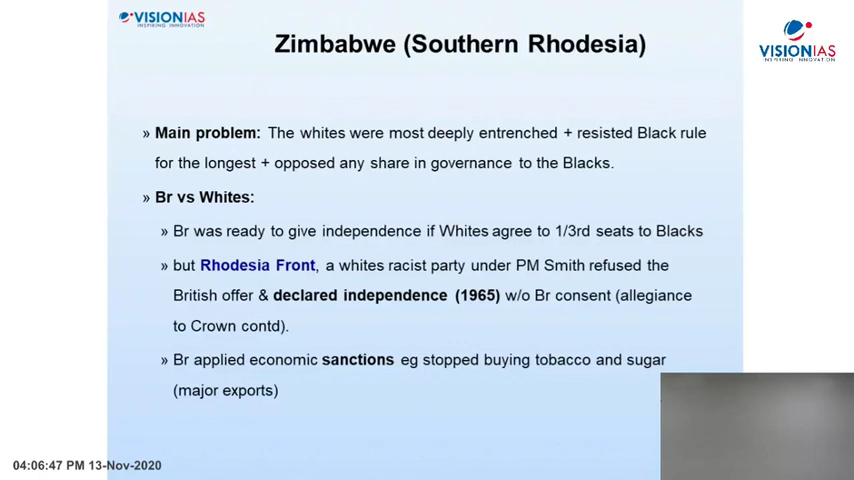 VISIONIAS
INSPIRING INNOVATION
Zimbabwe (Southern Rhodesia)
VISIONIAS
INSPIRING INNOVATION
» Main problem: The whites were most deeply entrenched + resisted Black rule
for the longest + opposed any share in governance to the Blacks.
» Br vs Whites:
» Br was ready to give independence if Whites agree to 1/3rd seats to Blacks
» but Rhodesia Front, a whites racist party under PM Smith refused the
British offer & declared independence (1965) w/o Br consent (allegiance
to Crown contd).
» Br applied economic sanctions eg stopped buying tobacco and sugar
(major exports)
04:06:47 PM 13-Nov-2020